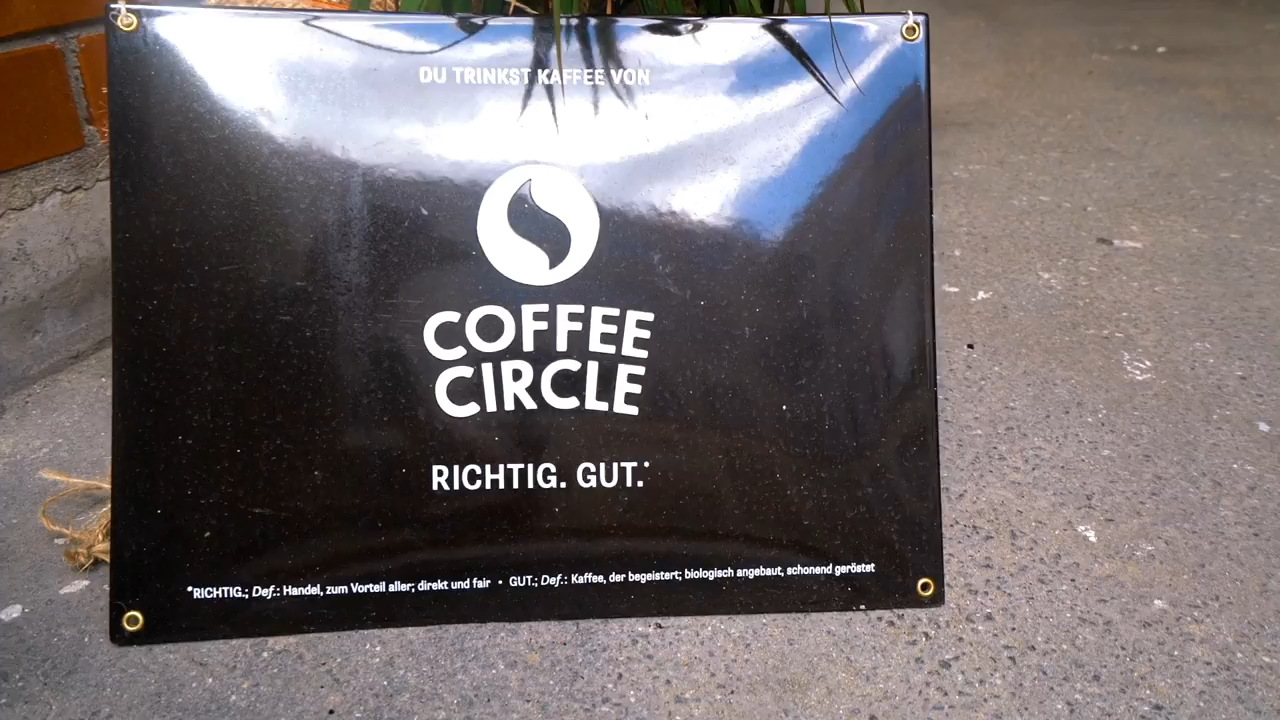 DU TRINKST KAFFEE VON
COFFEE
CIRCLE
RICHTIG. GUT.*
*RICHTIG.; Def.: Handel, zum Vorteil aller; direkt und fair • GUT.; Def.: Kaffee, der begeistert; biologisch angebaut, schonend geröstet